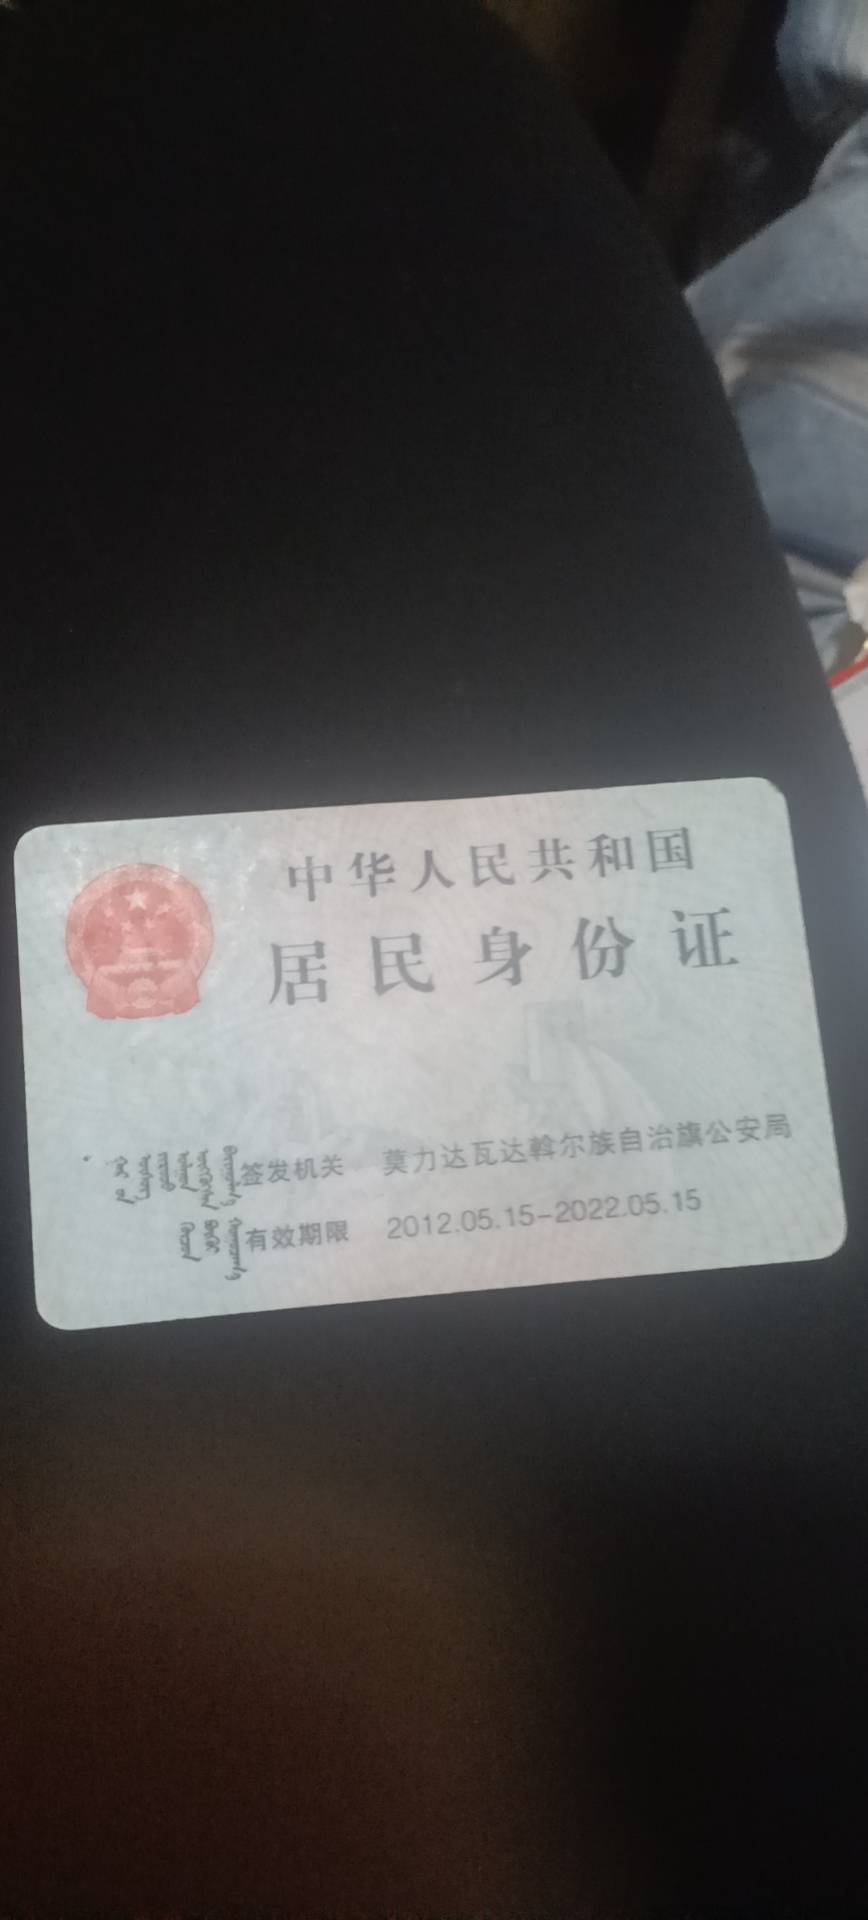 中华人民共和国
居民身份证
签发机关 莫力达瓦达斡尔族自治旗公安局
有效期限 2012.05.15-2022.05.15